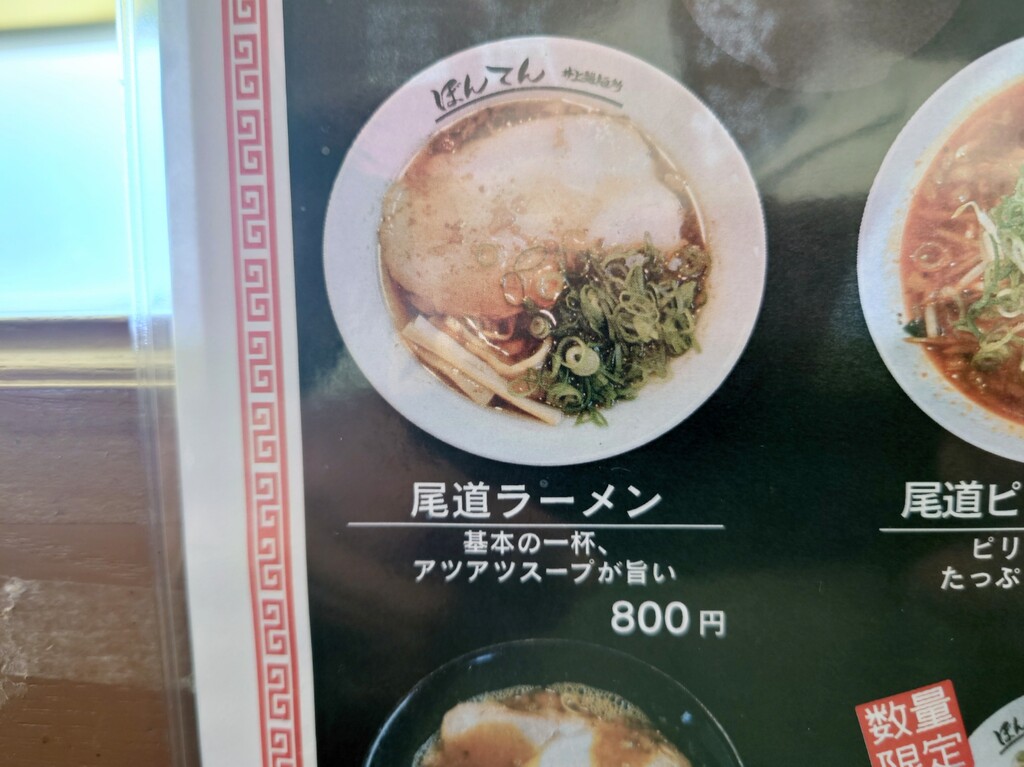 ぼんてん
尾道ラーメン
基本の一杯、
アツアツスープが旨い
800円
尾道ピ
ピリ
たっぷ
数量
限定
ぼん